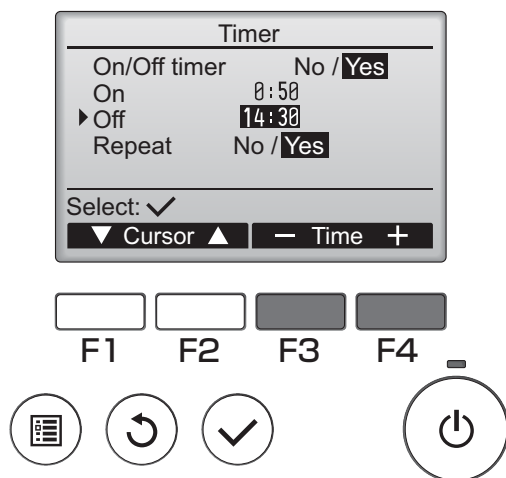 Timer
On/Off timer No / Yes
On 0:50
Off 14:30
Repeat No / Yes
Select:
Cursor − Time +
F1 F2 F3 F4